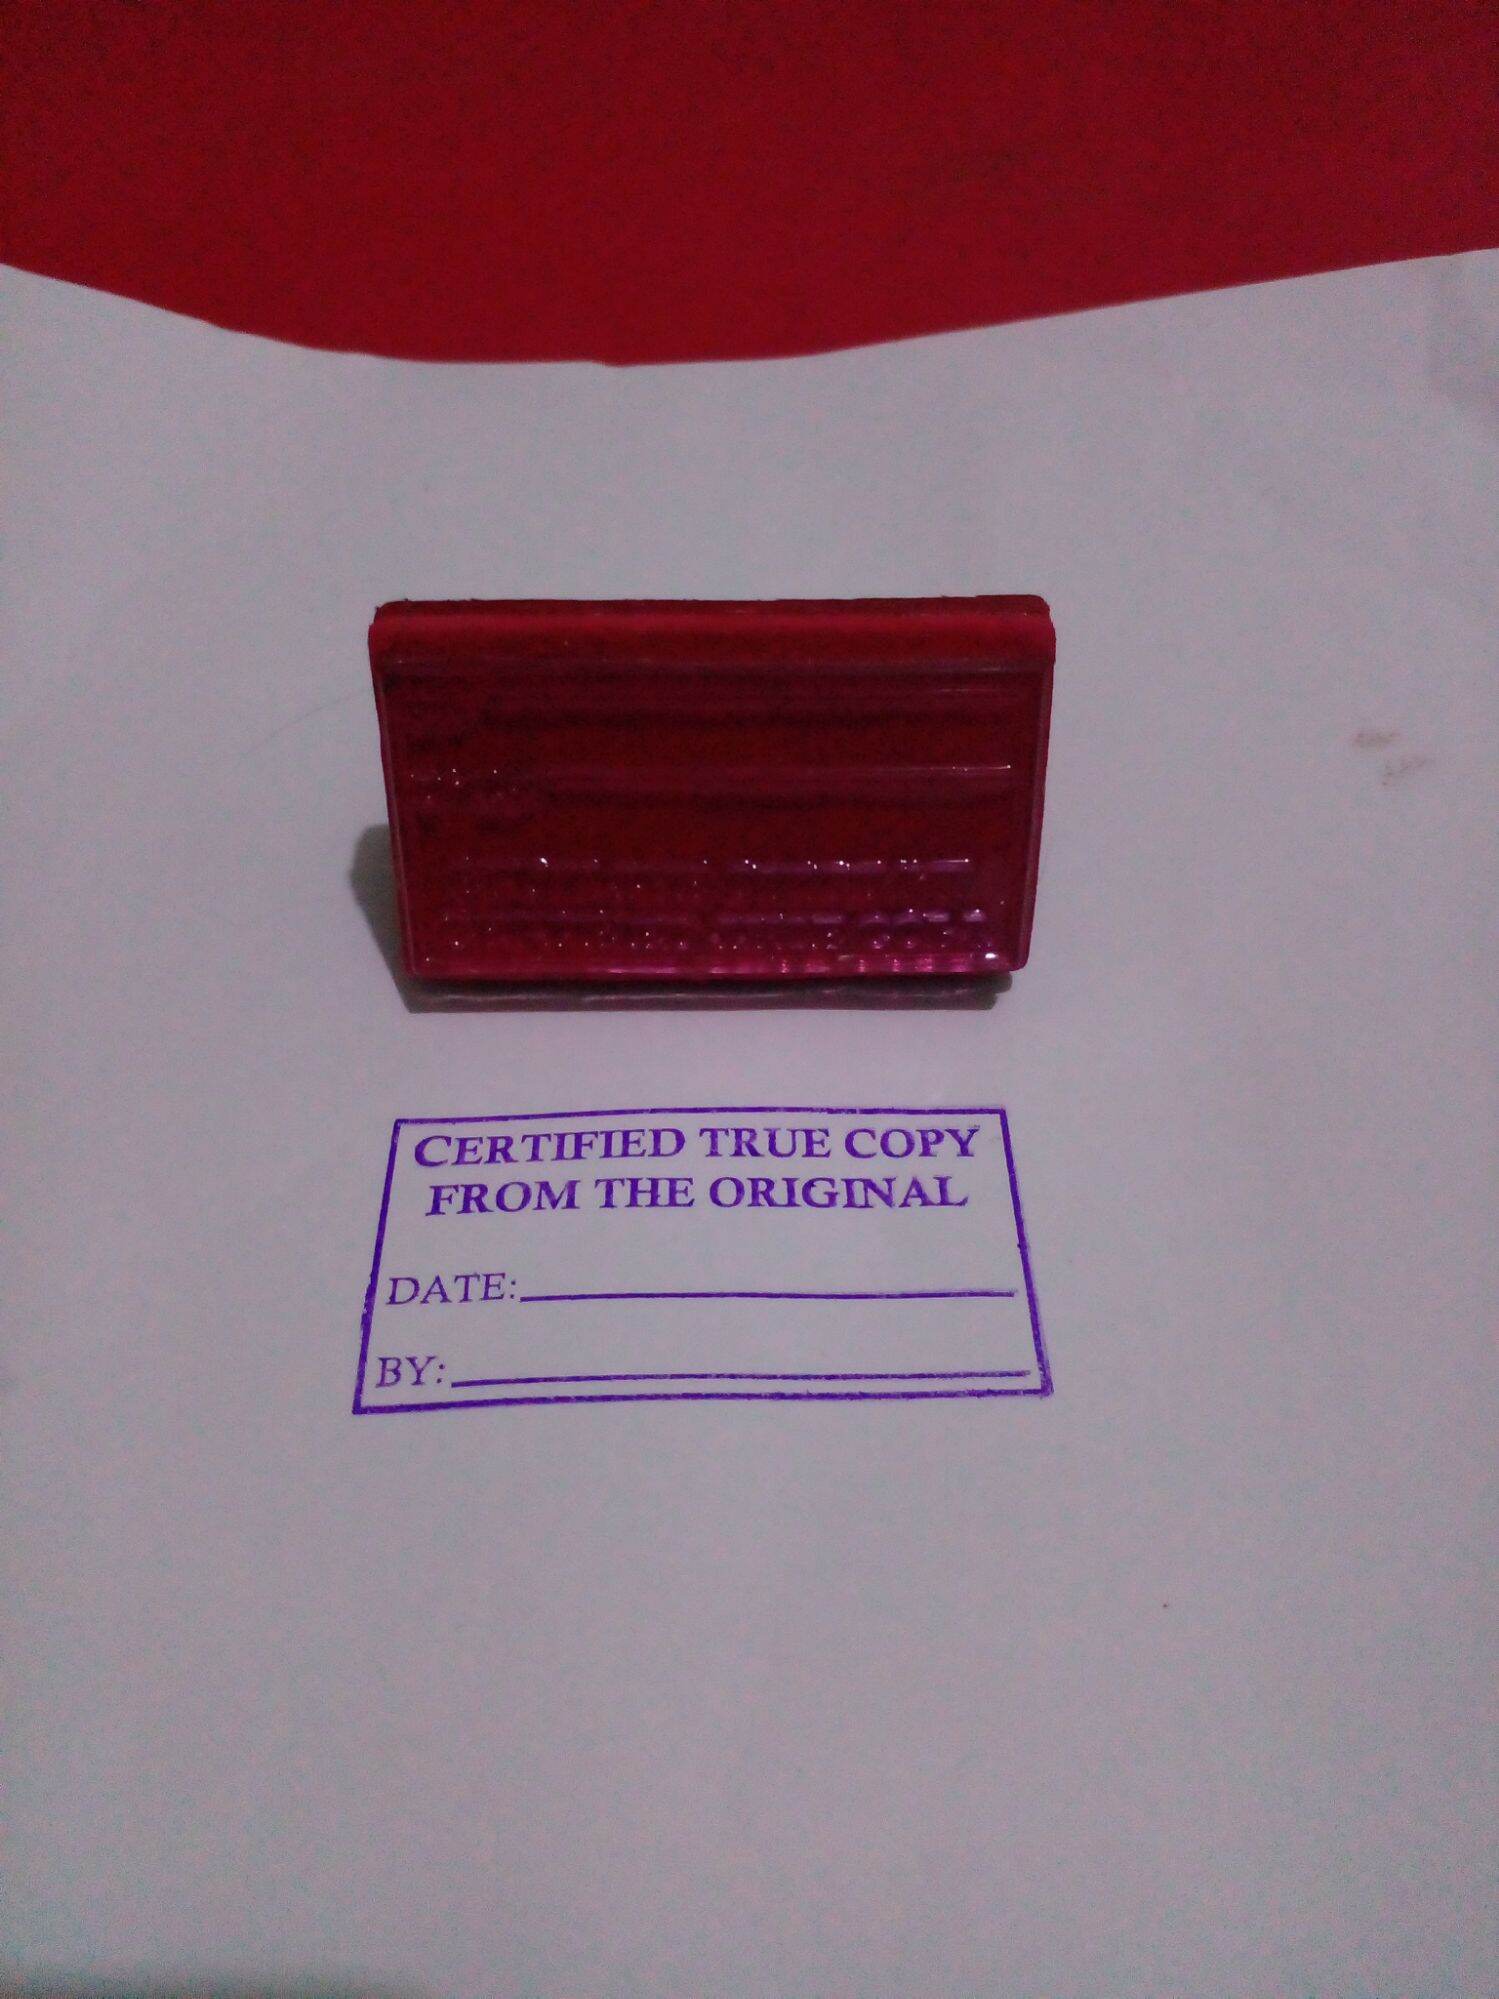 CERTIFIED TRUE COPY
FROM THE ORIGINAL
DATE:
BY: